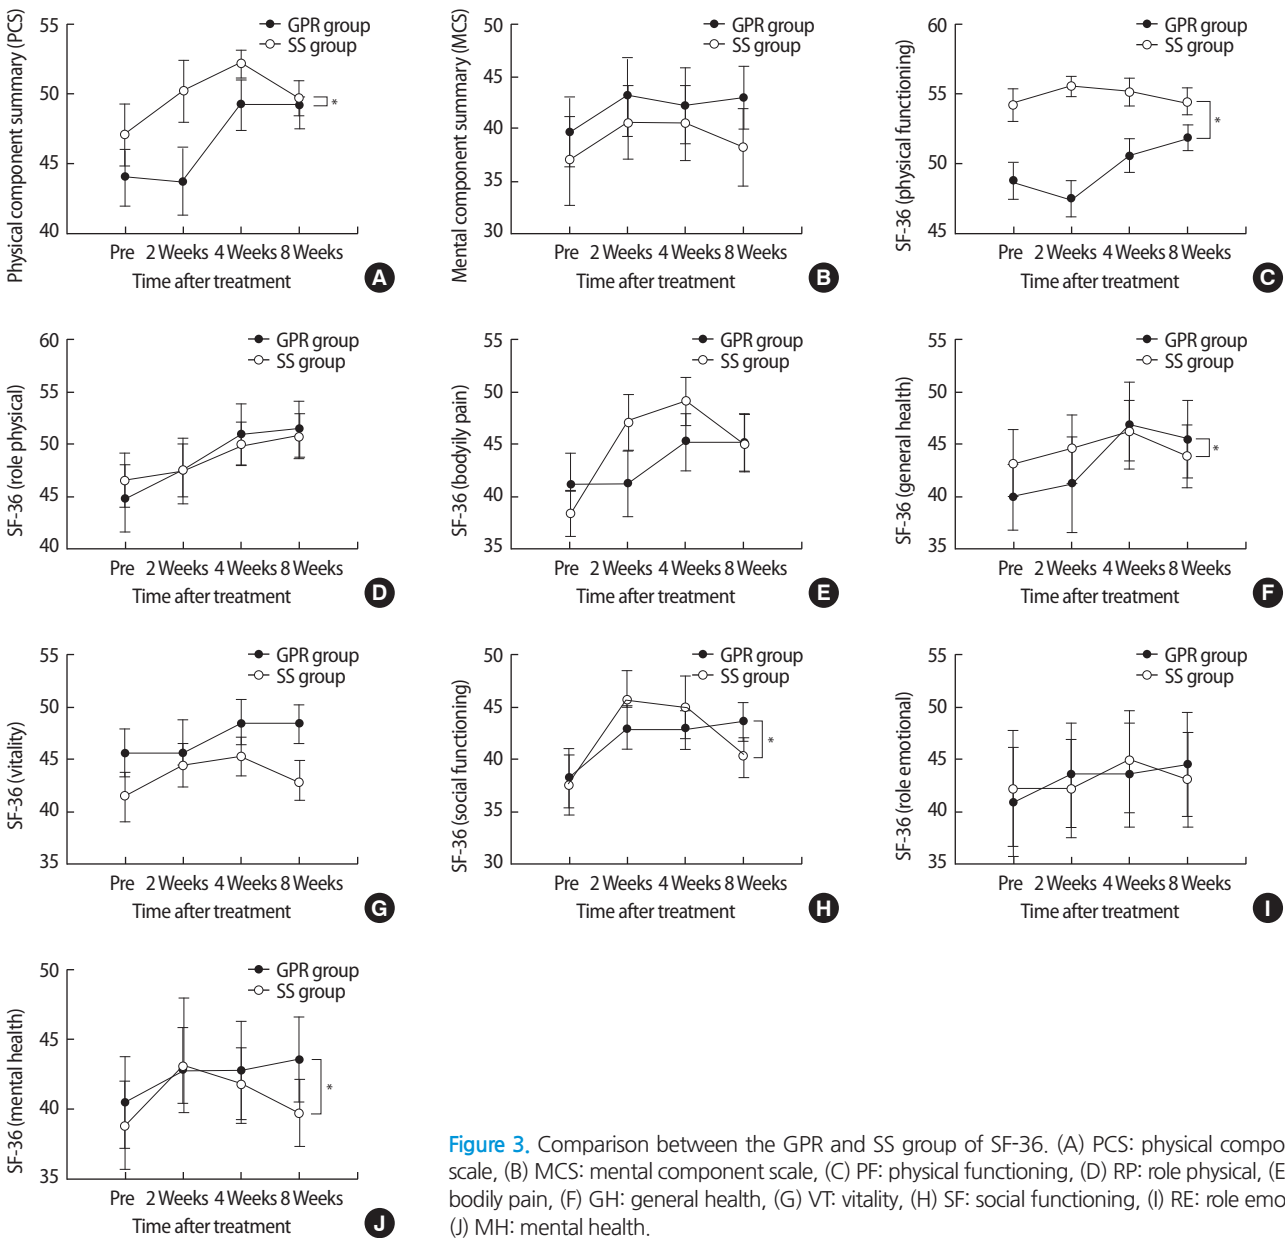 Physical component summary (PCS)
55
50
45
40
GPR group
SS group
*
Pre 2 Weeks 4 Weeks 8 Weeks
Time after treatment
A
Mental component summary (MCS)
50
45
40
35
30
GPR group
SS group
Pre 2 Weeks 4 Weeks 8 Weeks
Time after treatment
B
SF-36 (physical functioning)
60
55
50
45
GPR group
SS group
*
Pre 2 Weeks 4 Weeks 8 Weeks
Time after treatment
C
SF-36 (role physical)
60
55
50
45
40
GPR group
SS group
Pre 2 Weeks 4 Weeks 8 Weeks
Time after treatment
D
SF-36 (bodyily pain)
55
50
45
40
35
GPR group
SS group
Pre 2 Weeks 4 Weeks 8 Weeks
Time after treatment
E
SF-36 (general health)
55
50
45
40
35
GPR group
SS group
*
Pre 2 Weeks 4 Weeks 8 Weeks
Time after treatment
F
SF-36 (vitality)
55
50
45
40
35
GPR group
SS group
Pre 2 Weeks 4 Weeks 8 Weeks
Time after treatment
G
SF-36 (social functioning)
50
45
40
35
30
GPR group
SS group
*
Pre 2 Weeks 4 Weeks 8 Weeks
Time after treatment
H
SF-36 (role emotional)
55
50
45
40
35
GPR group
SS group
Pre 2 Weeks 4 Weeks 8 Weeks
Time after treatment
I
SF-36 (mental health)
50
45
40
35
GPR group
SS group
*
Pre 2 Weeks 4 Weeks 8 Weeks
Time after treatment
J
Figure 3. Comparison between the GPR and SS group of SF-36. (A) PCS: physical compo
scale, (B) MCS: mental component scale, (C) PF: physical functioning, (D) RP: role physical, (E
bodily pain, (F) GH: general health, (G) VT: vitality, (H) SF: social functioning, (I) RE: role emo
(J) MH: mental health.